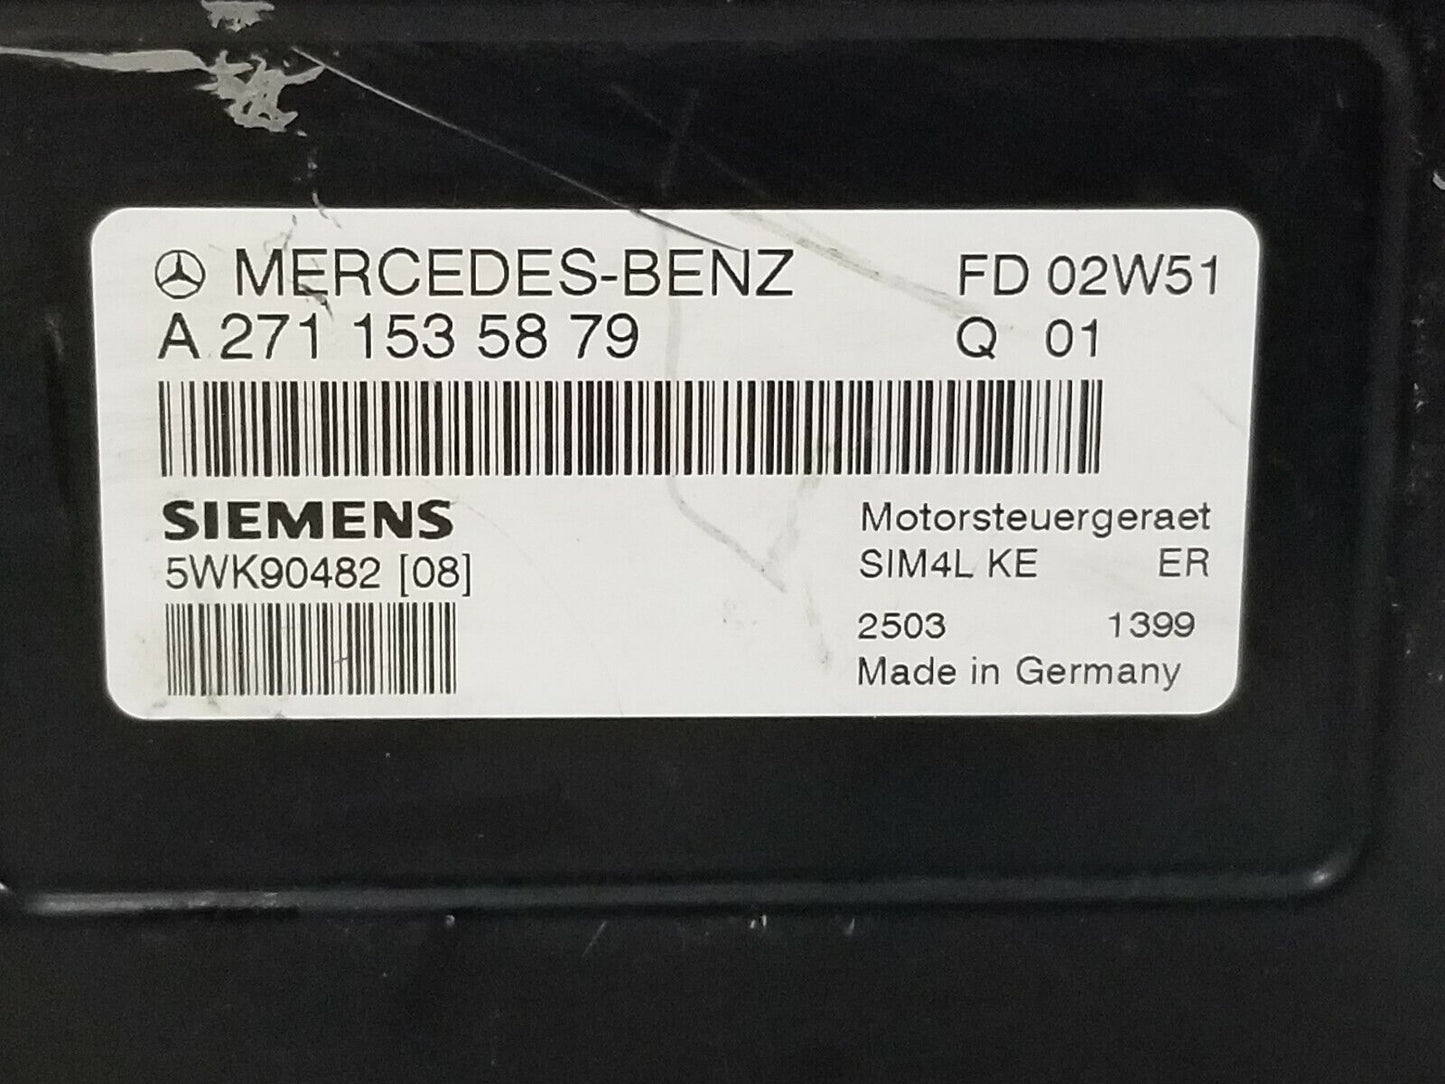 MERCEDES-BENZ FD 02W51
A 271 153 58 79 Q 01
SIEMENS
5WK90482 [08]
Motorsteuergeraet
SIM4L KE ER
2503 1399
Made in Germany